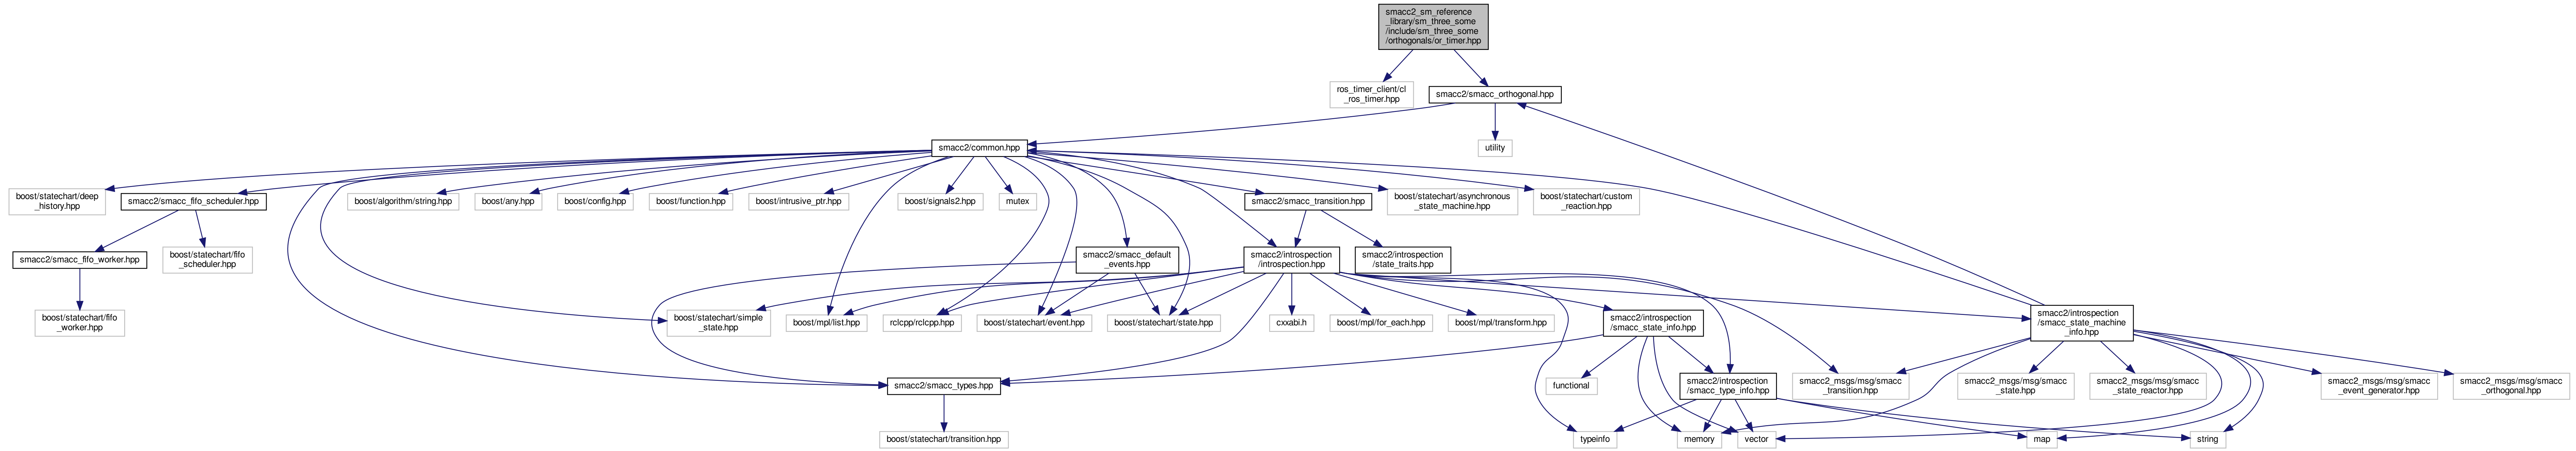 smacc2_sm_reference
_library/sm_three_some
/include/sm_three_some
/orthogonals/or_timer.hpp
ros_timer_client/cl
_ros_timer.hpp
smacc2/smacc_orthogonal.hpp
smacc2/common.hpp
utility
boost/statechart/deep
_history.hpp
smacc2/smacc_fifo_scheduler.hpp
boost/algorithm/string.hpp
boost/any.hpp
boost/config.hpp
boost/function.hpp
boost/intrusive_ptr.hpp
boost/signals2.hpp
mutex
smacc2/smacc_transition.hpp
boost/statechart/asynchronous
_state_machine.hpp
boost/statechart/custom
_reaction.hpp
smacc2/smacc_fifo_worker.hpp
boost/statechart/fifo
_scheduler.hpp
smacc2/smacc_default
_events.hpp
smacc2/introspection
/introspection.hpp
smacc2/introspection
/state_traits.hpp
boost/statechart/fifo
_worker.hpp
boost/statechart/simple
_state.hpp
boost/mpl/list.hpp
rclcpp/rclcpp.hpp
boost/statechart/event.hpp
boost/statechart/state.hpp
cxxabi.h
boost/mpl/for_each.hpp
boost/mpl/transform.hpp
smacc2/introspection
/smacc_state_info.hpp
smacc2/introspection
/smacc_state_machine
_info.hpp
smacc2/smacc_types.hpp
functional
smacc2/introspection
/smacc_type_info.hpp
smacc2_msgs/msg/smacc
_transition.hpp
smacc2_msgs/msg/smacc
_state.hpp
smacc2_msgs/msg/smacc
_state_reactor.hpp
smacc2_msgs/msg/smacc
_event_generator.hpp
smacc2_msgs/msg/smacc
_orthogonal.hpp
boost/statechart/transition.hpp
typeinfo
memory
vector
map
string